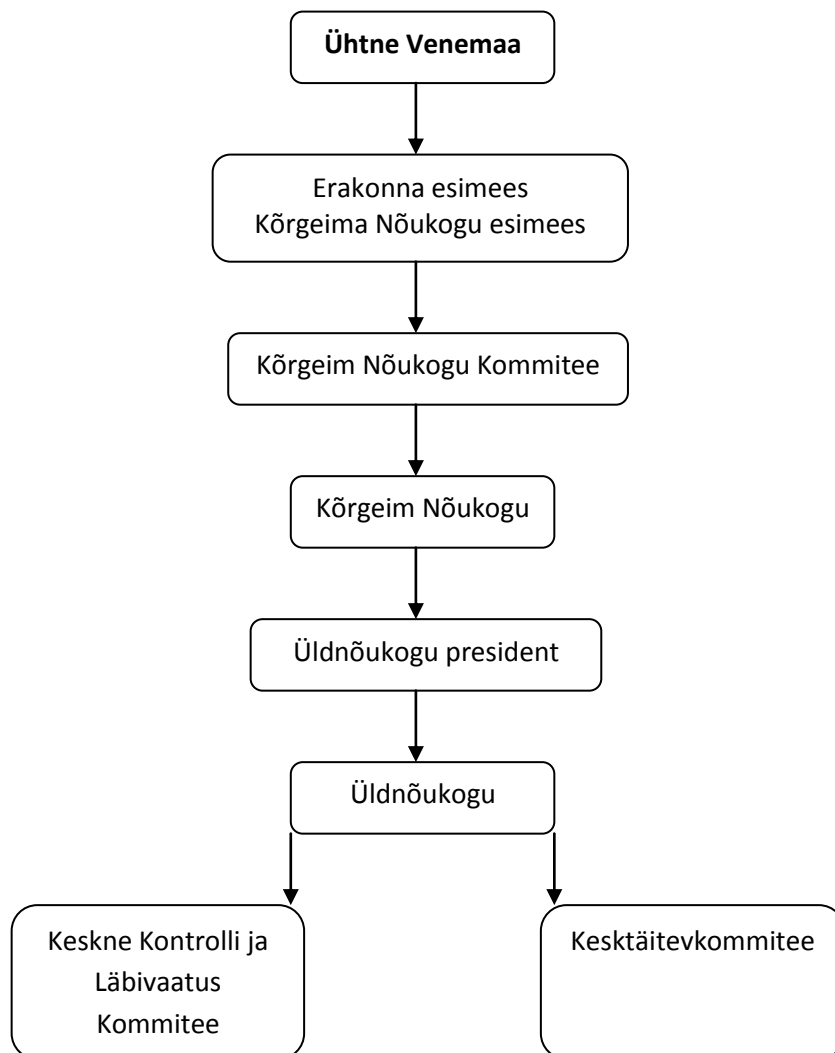 Ühtne Venemaa
Erakonna esimees
Kõrgeima Nõukogu esimees
Kõrgeim Nõukogu Kommitee
Kõrgeim Nõukogu
Üldnõukogu president
Üldnõukogu
Keskne Kontrolli ja
Läbivaatus
Kommitee
Kesktäitevkommitee